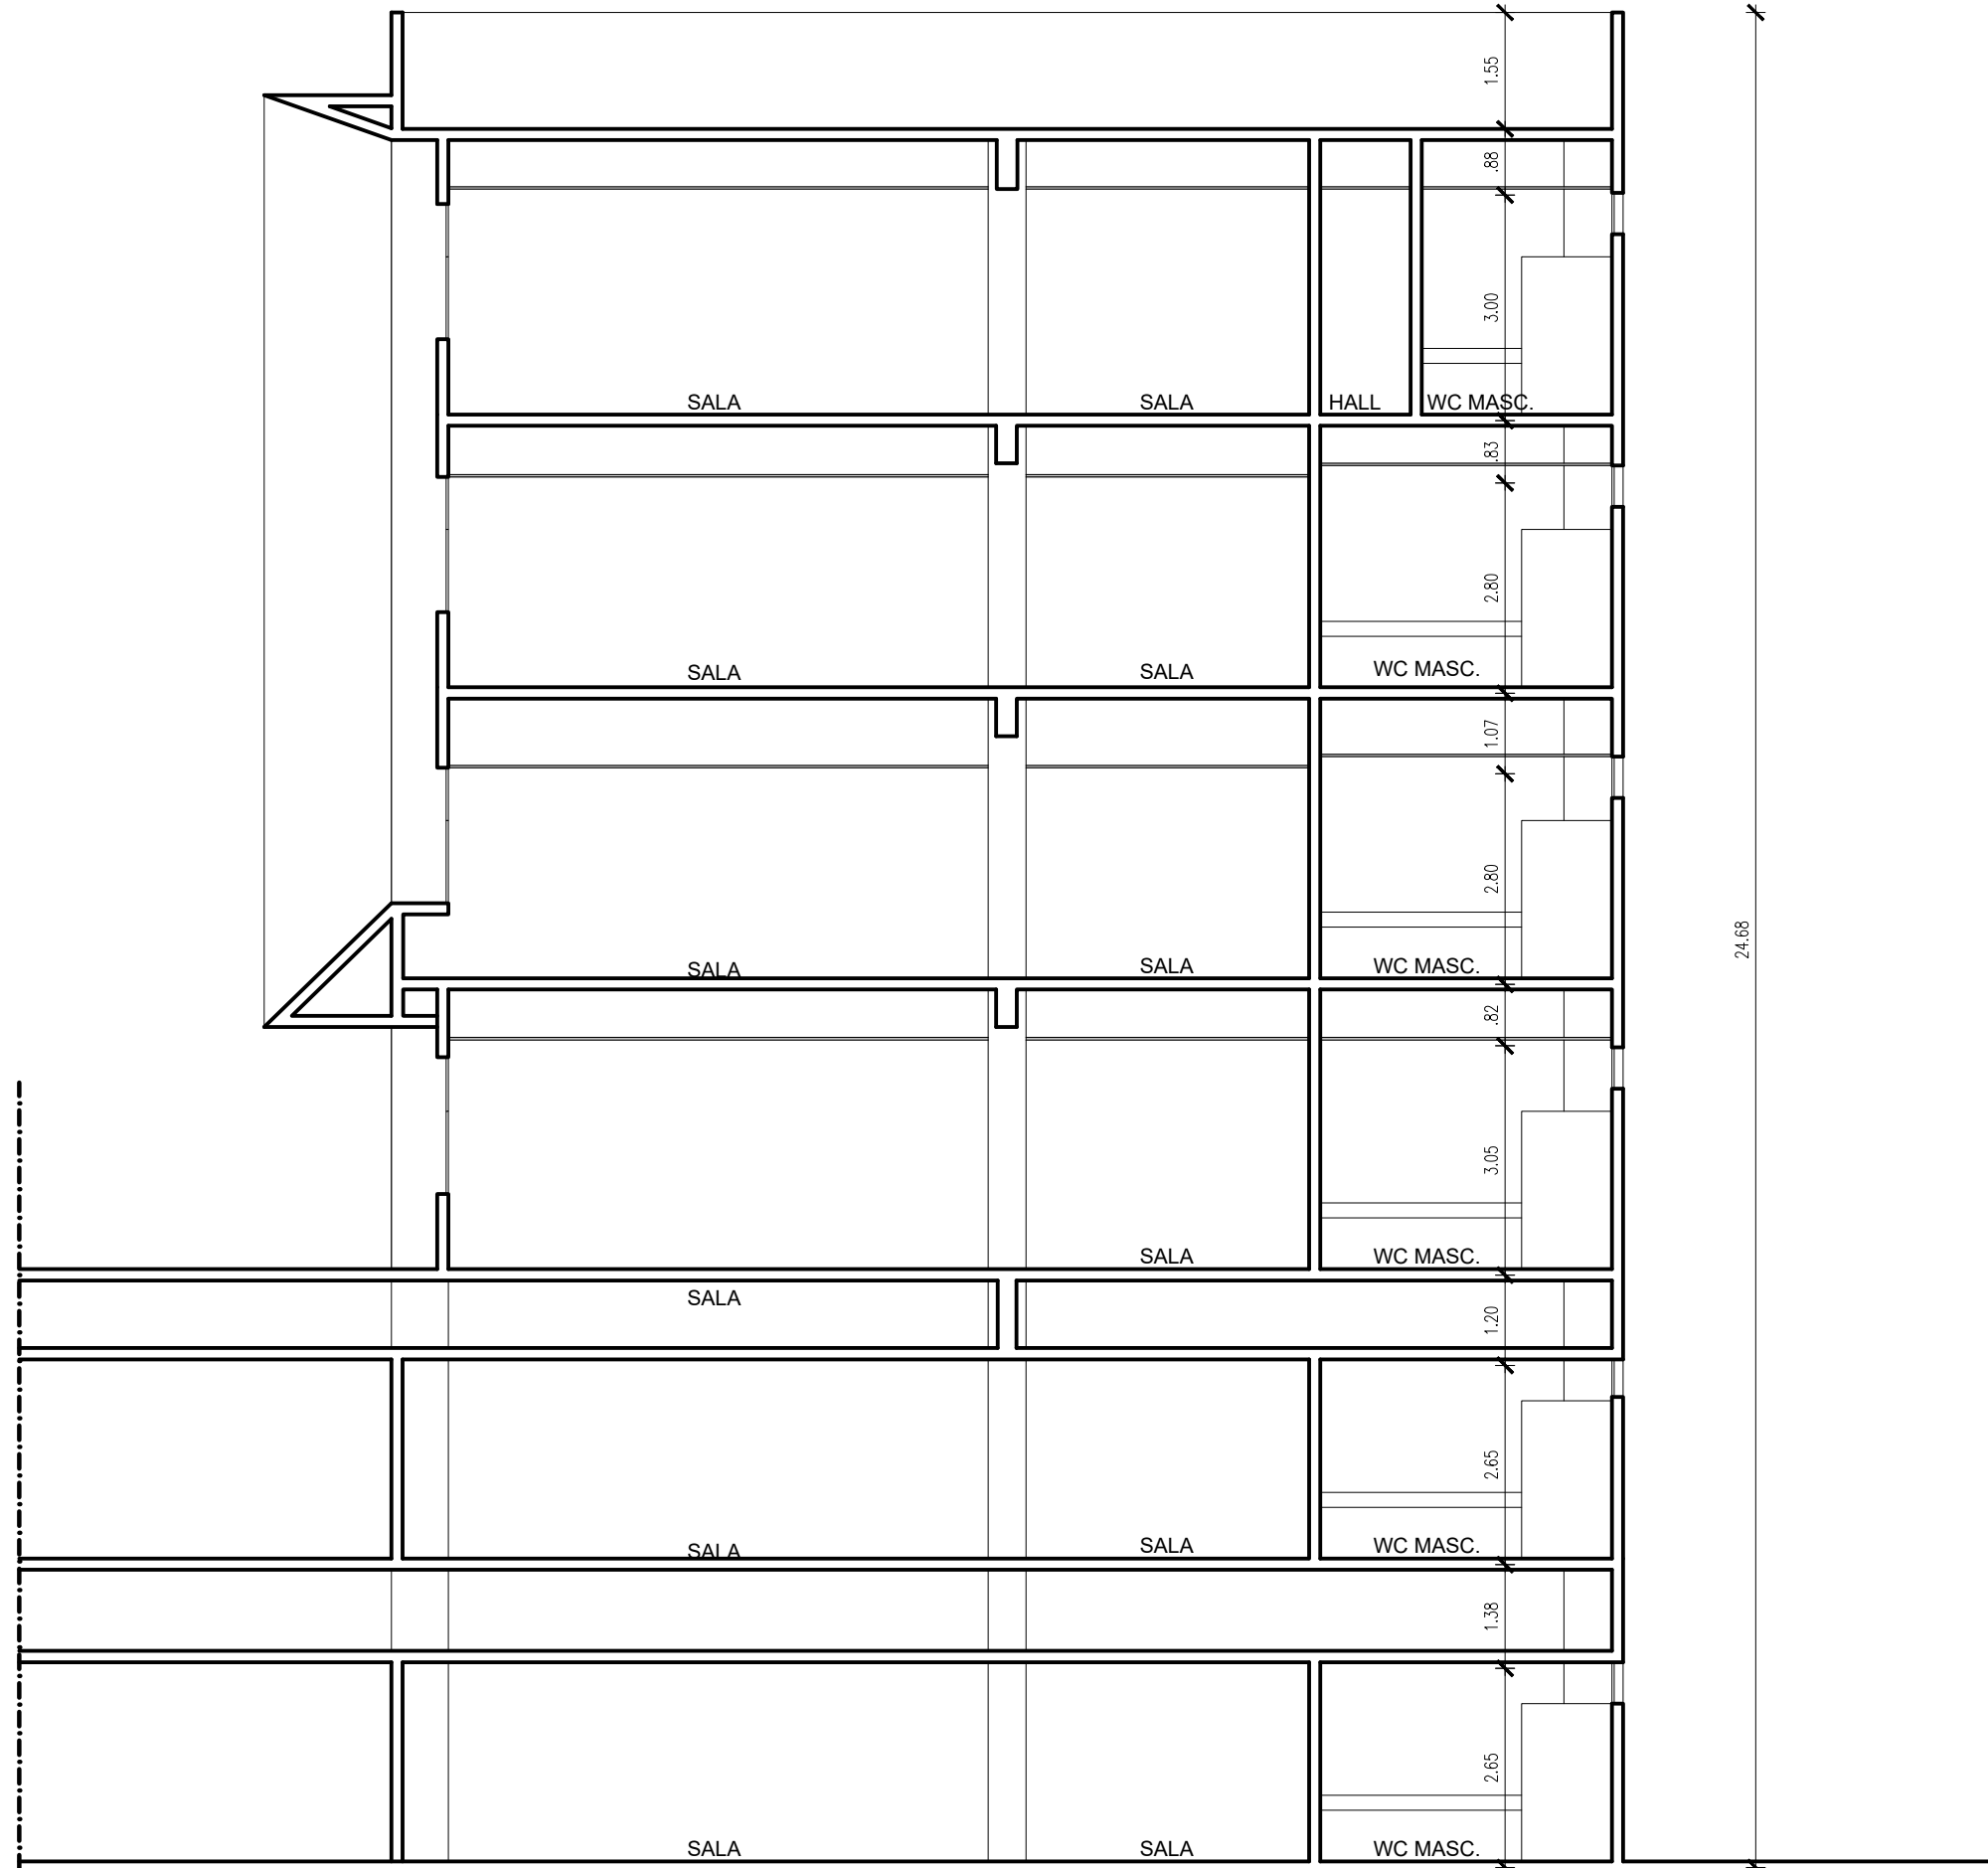 1.55
.88
3.00
SALA SALA HALL WC MASC.
.83
2.80
SALA SALA WC MASC.
1.07
2.80
24.68
SALA SALA WC MASC.
.82
3.05
SALA WC MASC.
SALA
1.20
2.65
SALA SALA WC MASC.
1.38
2.65
SALA SALA WC MASC.